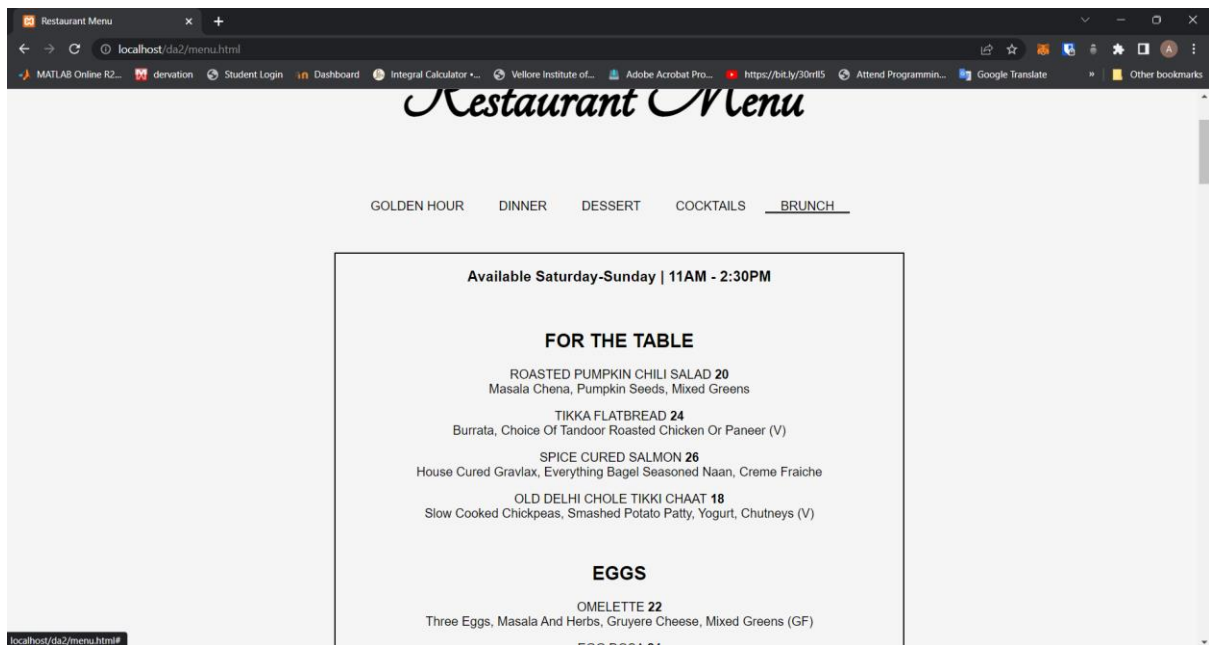 Restaurant Menu
localhost/da2/menu.html
MATLAB Online R2... dervation Student Login Dashboard Integral Calculator •... Vellore Institute of... Adobe Acrobat Pro... https://bit.ly/30rrll5 Attend Programmin... Google Translate » Other bookmarks
Restaurant Menu
GOLDEN HOUR DINNER DESSERT COCKTAILS BRUNCH
Available Saturday-Sunday | 11AM - 2:30PM
FOR THE TABLE
ROASTED PUMPKIN CHILI SALAD 20
Masala Chena, Pumpkin Seeds, Mixed Greens
TIKKA FLATBREAD 24
Burrata, Choice Of Tandoor Roasted Chicken Or Paneer (V)
SPICE CURED SALMON 26
House Cured Gravlax, Everything Bagel Seasoned Naan, Creme Fraiche
OLD DELHI CHOLE TIKKI CHAAT 18
Slow Cooked Chickpeas, Smashed Potato Patty, Yogurt, Chutneys (V)
EGGS
OMELETTE 22
Three Eggs, Masala And Herbs, Gruyere Cheese, Mixed Greens (GF)
localhost/da2/menu.html#